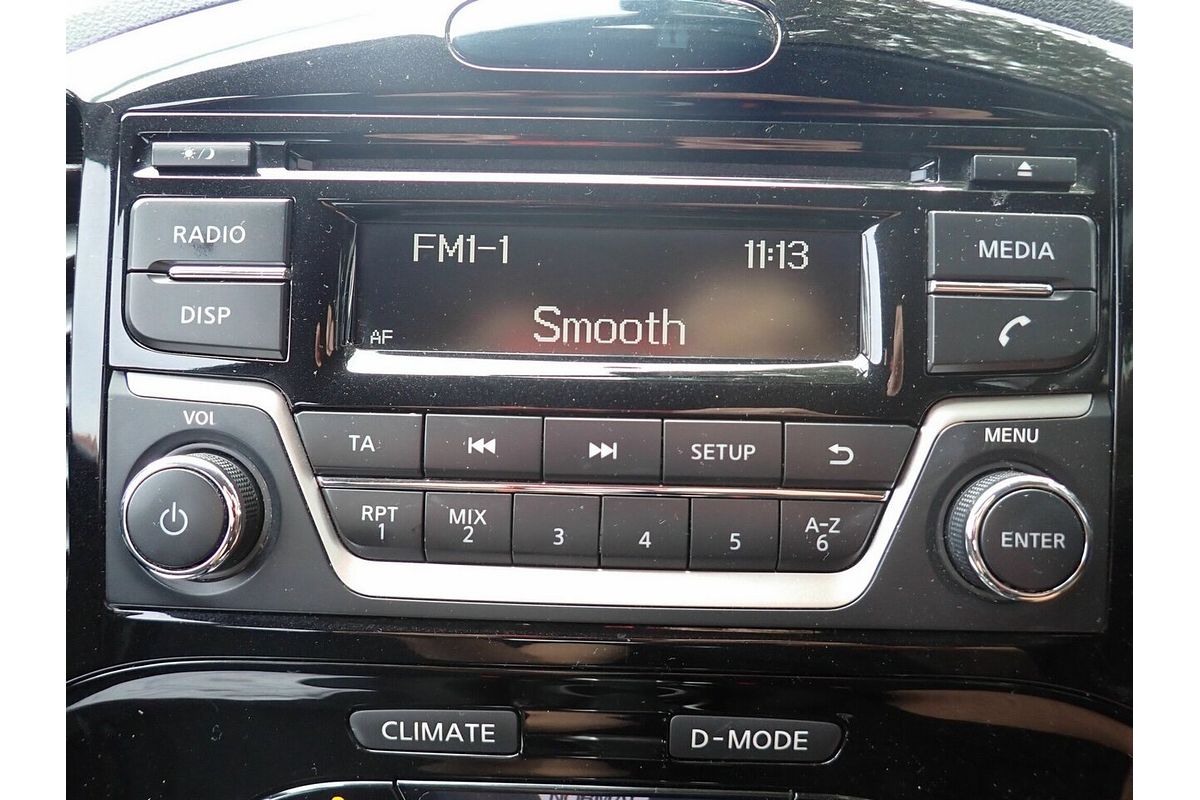 RADIO
DISP
FM1-1 11:13
Smooth
AF
MEDIA
VOL
TA
SETUP
MENU
RPT
1
MIX
2
3
4
5
A-Z
6
ENTER
CLIMATE
D-MODE